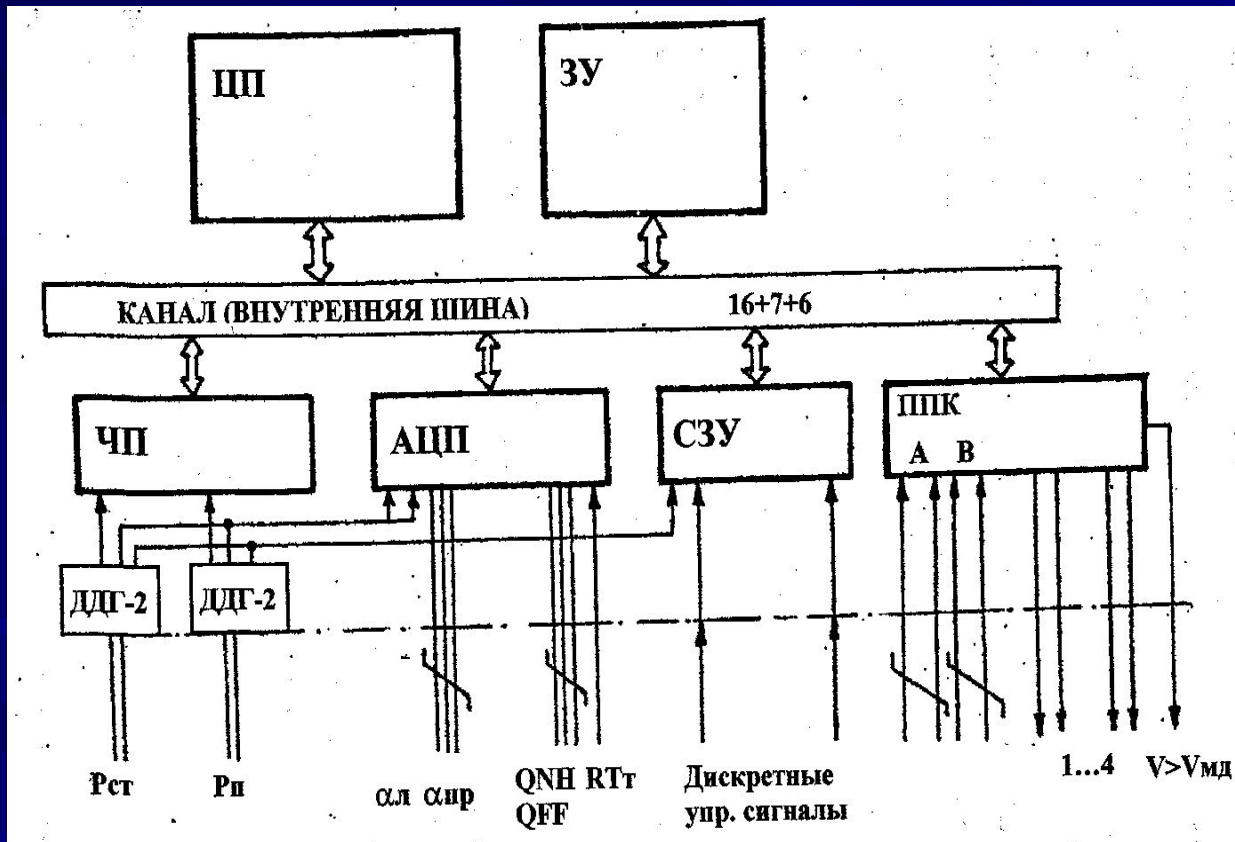 ЦП
ЗУ
КАНАЛ (ВНУТРЕННЯЯ ШИНА) 16+7+6
ЧП
АЦП
СЗУ
ППК
А В
ДДГ-2
ДДГ-2
Рст
Рп
αл αпр
QNH RTт
QFF
Дискретные
упр. сигналы
1...4
V>Vмд